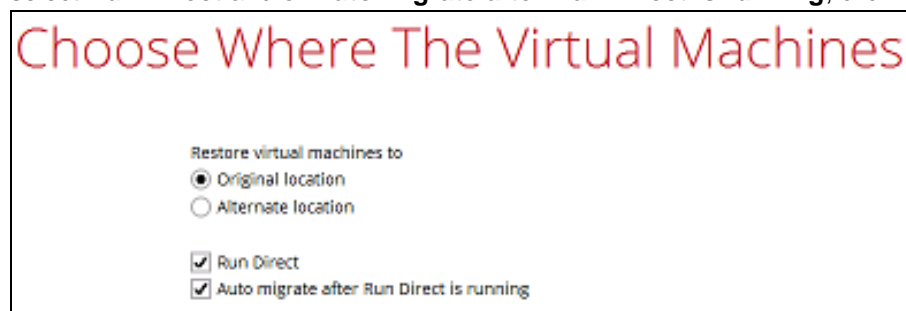 Choose Where The Virtual Machines
Restore virtual machines to
Original location
Alternate location
Run Direct
Auto migrate after Run Direct is running